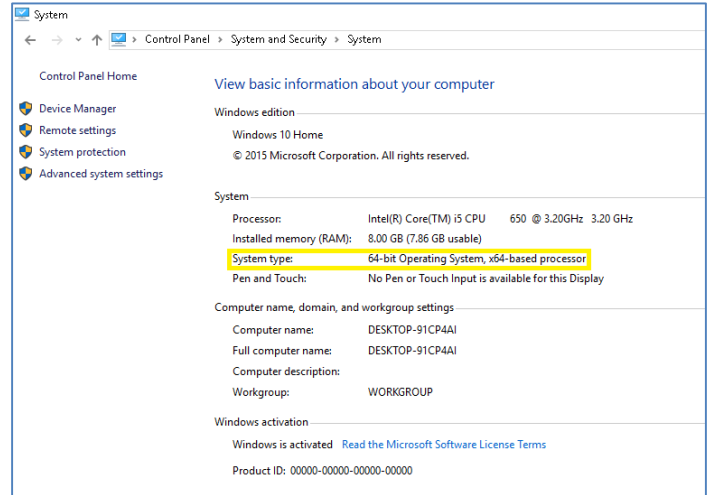 System
Control Panel > System and Security > System
Control Panel Home
Device Manager
Remote settings
System protection
Advanced system settings
View basic information about your computer
Windows edition
Windows 10 Home
© 2015 Microsoft Corporation. All rights reserved.
System
Processor: Intel(R) Core(TM) i5 CPU 650 @ 3.20GHz 3.20 GHz
Installed memory (RAM): 8.00 GB (7.86 GB usable)
System type: 64-bit Operating System, x64-based processor
Pen and Touch: No Pen or Touch Input is available for this Display
Computer name, domain, and workgroup settings
Computer name: DESKTOP-91CP4AI
Full computer name: DESKTOP-91CP4AI
Computer description:
Workgroup: WORKGROUP
Windows activation
Windows is activated Read the Microsoft Software License Terms
Product ID: 00000-00000-00000-00000